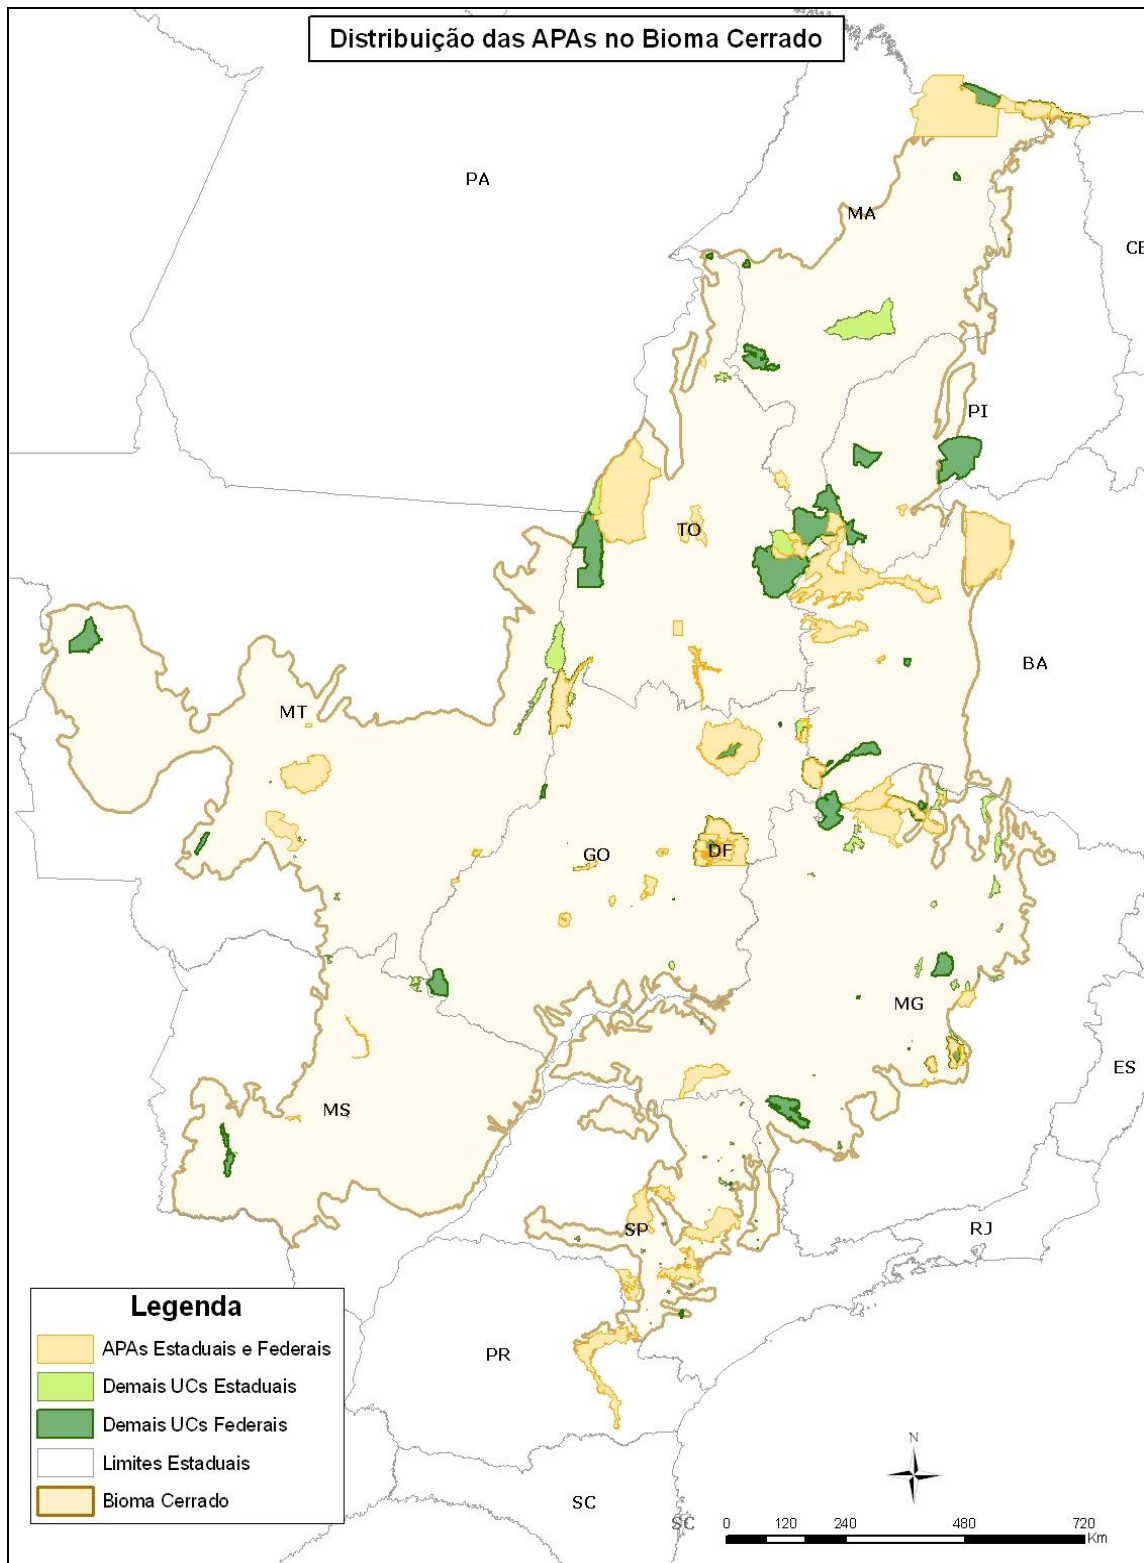 Distribuição das APAs no Bioma Cerrado
PA
MA
CE
PI
TO
BA
MT
GO
DF
MG
ES
MS
SP
RJ
PR
SC
SC
Legenda
APAs Estaduais e Federais
Demais UCs Estaduais
Demais UCs Federais
Limites Estaduais
Bioma Cerrado
N
0 120 240 480 720
Km